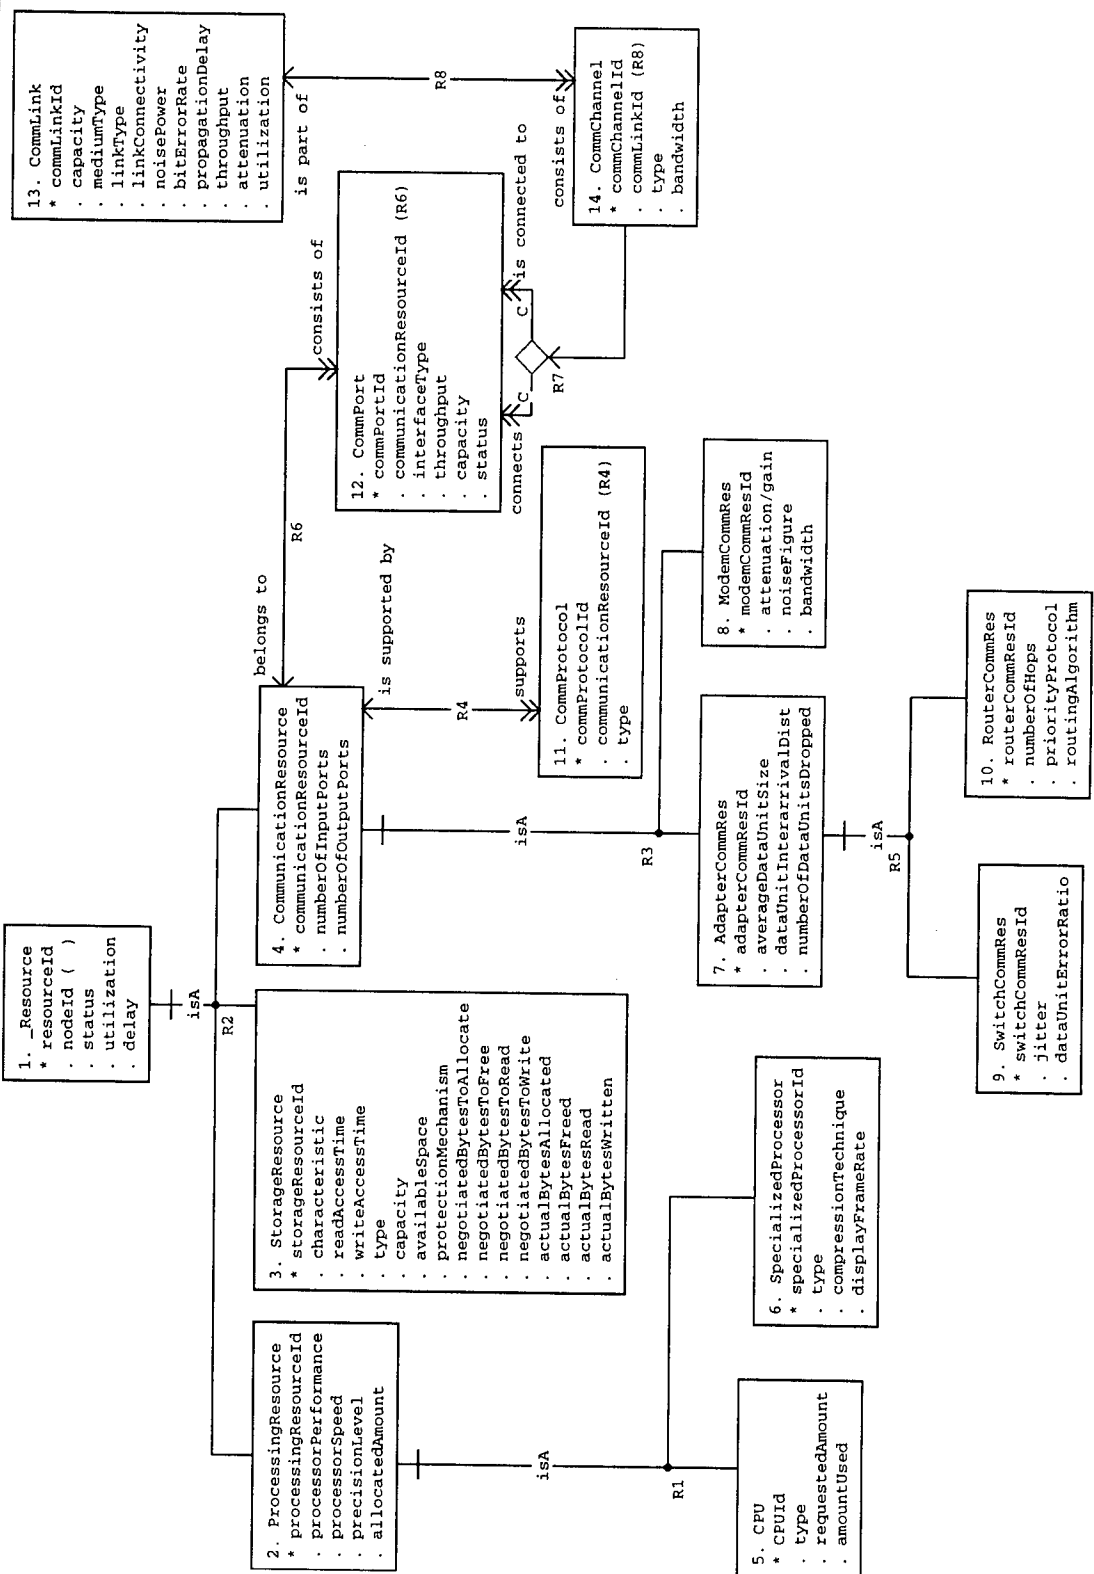 1. _Resource
* resourceId
. nodeId ( )
. status
. utilization
. delay
isA
R2
2. ProcessingResource
* processingResourceId
. processorPerformance
. processorSpeed
. precisionLevel
. allocatedAmount
3. StorageResource
* storageResourceId
. characteristic
. readAccessTime
. writeAccessTime
. type
. capacity
. availableSpace
. protectionMechanism
. negotiatedBytesToAllocate
. negotiatedBytesToFree
. negotiatedBytesToRead
. negotiatedBytesToWrite
. actualBytesAllocated
. actualBytesFreed
. actualBytesRead
. actualBytesWritten
4. CommunicationResource
* communicationResourceId
. numberOfInputPorts
. numberOfOutputPorts
belongs to
R6
consists of
is supported by
R4
supports
isA
R1
5. CPU
* CPUId
. type
. requestedAmount
. amountUsed
6. SpecializedProcessor
* specializedProcessorId
. type
. compressionTechnique
. displayFrameRate
isA
R3
7. AdapterCommRes
* adapterCommResId
. averageDataUnitSize
. dataUnitInterarrivalDist
. numberOfDataUnitsDropped
8. ModemCommRes
* modemCommResId
. attenuation/gain
. noiseFigure
. bandwidth
isA
R5
9. SwitchCommRes
* switchCommResId
. jitter
. dataUnitErrorRatio
10. RouterCommRes
* routerCommResId
. numberOfHops
. priorityProtocol
. routingAlgorithm
11. CommProtocol
* commProtocolId
. communicationResourceId (R4)
. type
12. CommPort
* commPortId
. communicationResourceId (R6)
. interfaceType
. throughput
. capacity
. status
connects
C
C
is connected to
R7
13. CommLink
* commLinkId
. capacity
. mediumType
. linkType
. linkConnectivity
. noisePower
. bitErrorRate
. propagationDelay
. throughput
. attenuation
. utilization
is part of
R8
consists of
14. CommChannel
* commChannelId
. commLinkId (R8)
. type
. bandwidth